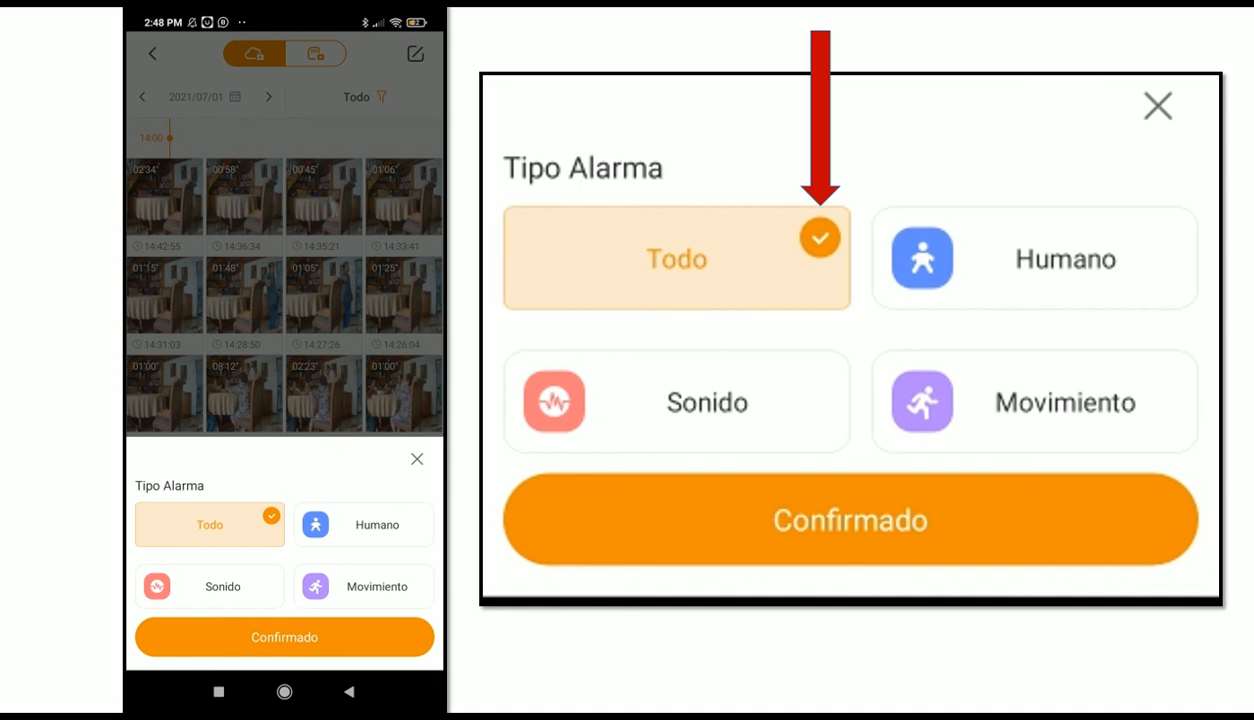 2:48 PM
2021/07/01
Todo
14:00
02'34" 00'58" 00'45" 01'06"
14:42:55 14:36:34 14:35:21 14:33:41
01'15" 01'48" 01'05" 01'25"
14:31:03 14:28:50 14:27:26 14:26:04
01'00" 08'12" 02'23" 01'00"
Tipo Alarma
Todo
Humano
Sonido
Movimiento
Confirmado
Tipo Alarma
Todo
Humano
Sonido
Movimiento
Confirmado